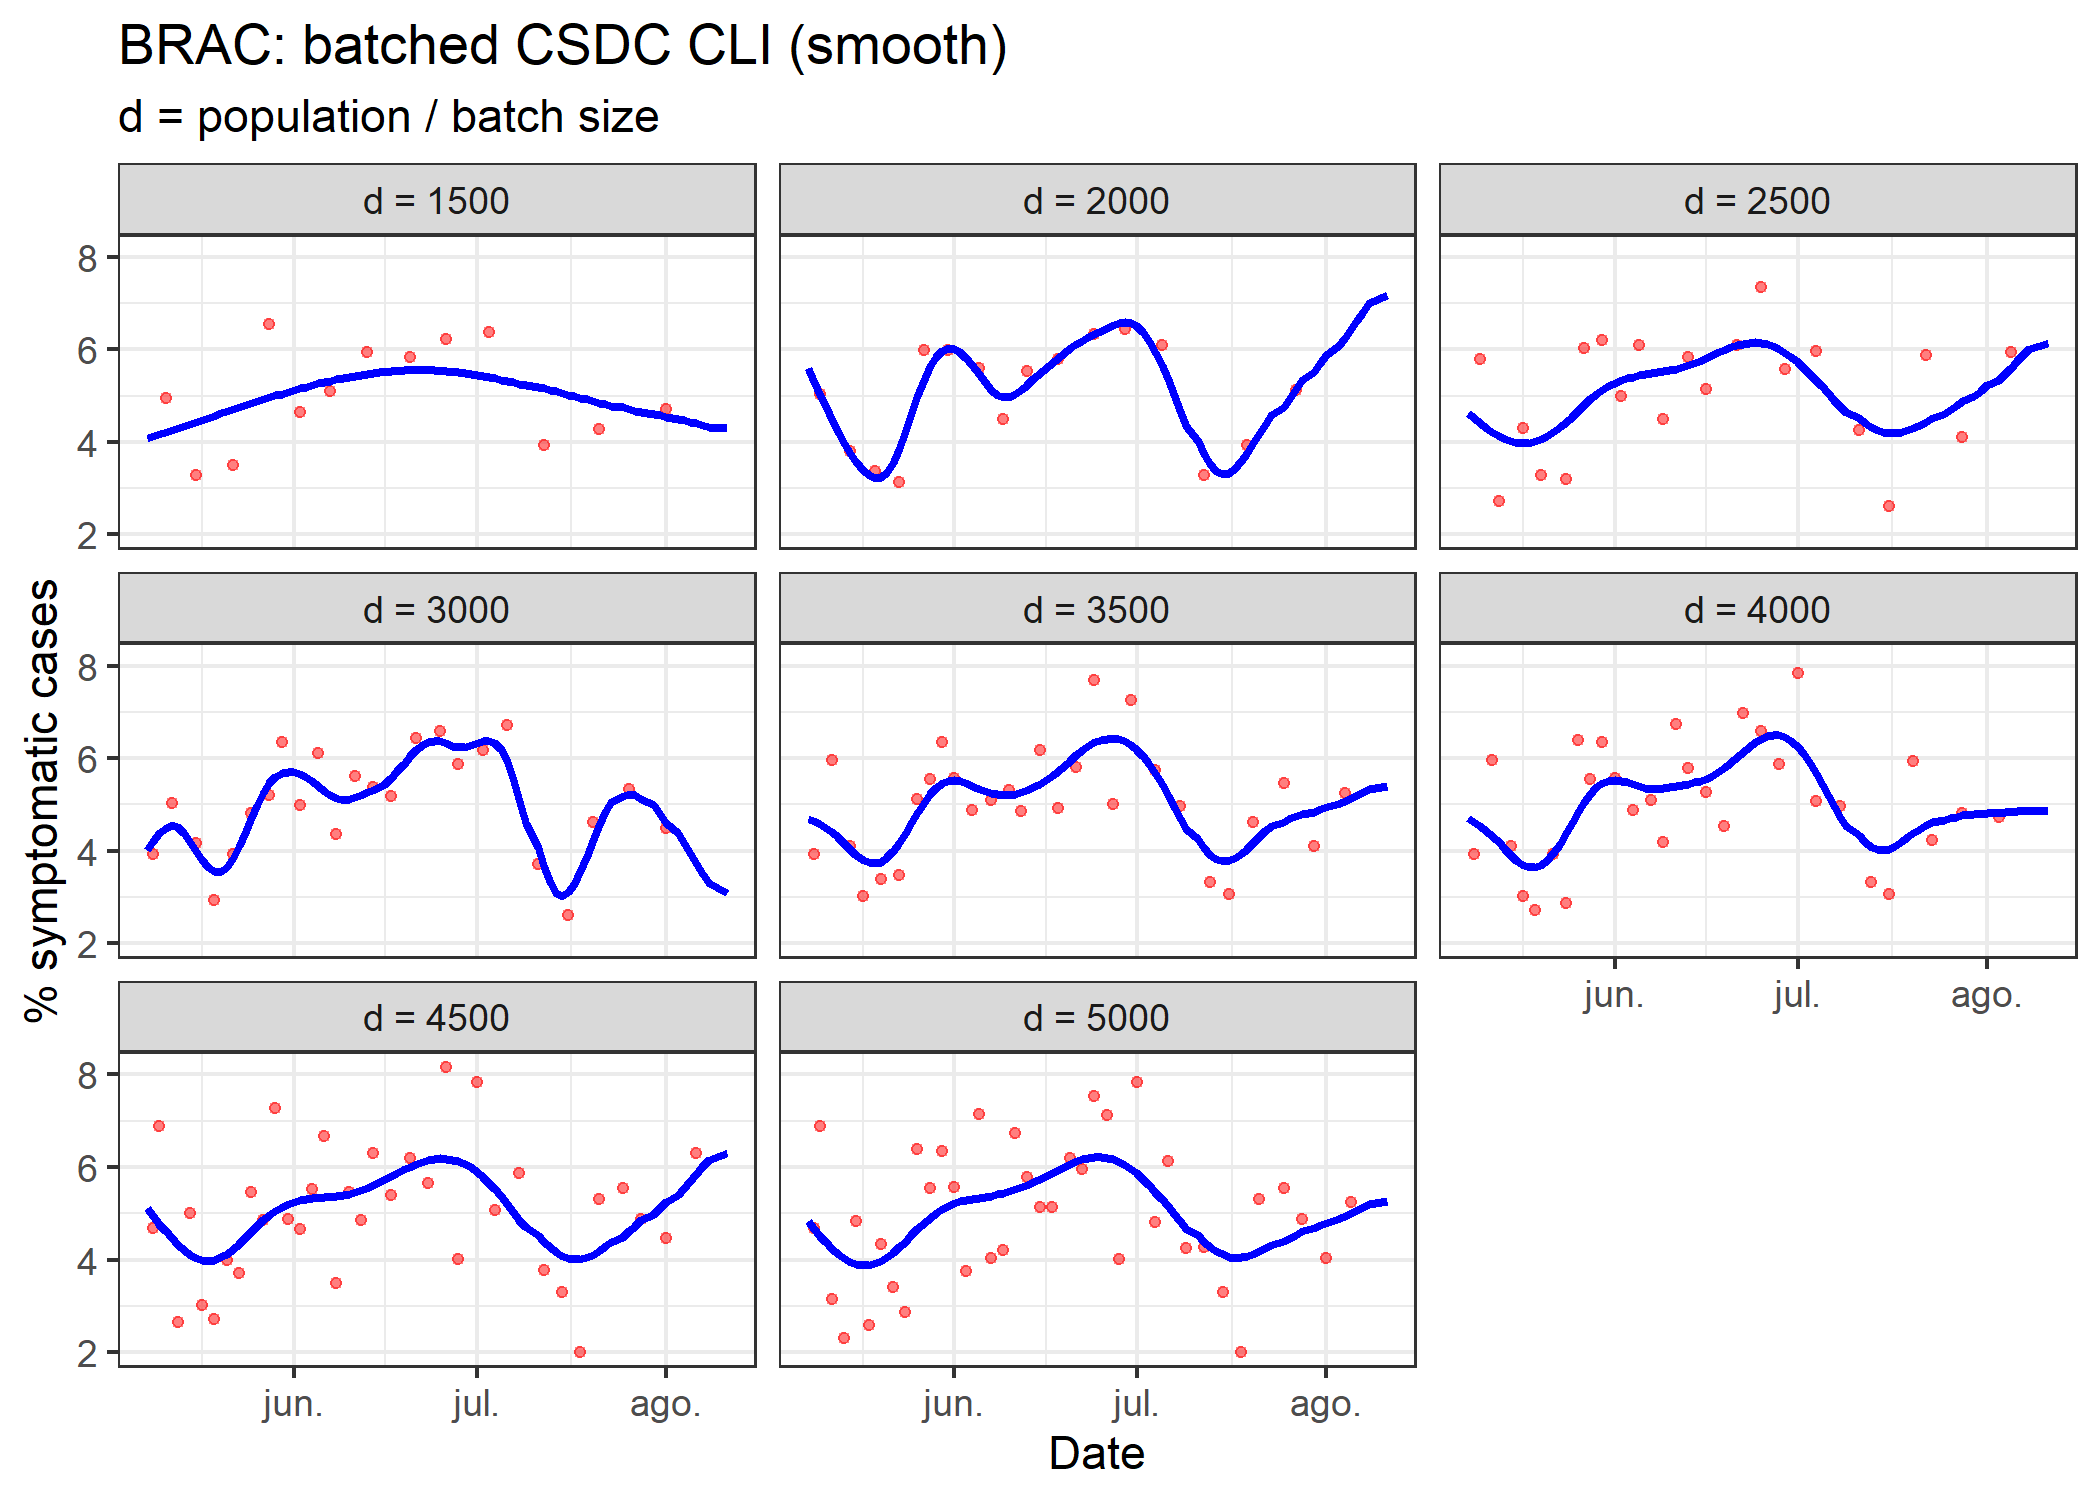 BRAC: batched CSDC CLI (smooth)
d = population / batch size
d = 1500
d = 2000
d = 2500
8
6
4
2
d = 3000
d = 3500
d = 4000
8
6
4
2
jun.
jul.
ago.
% symptomatic cases
d = 4500
d = 5000
8
6
4
2
jun.
jul.
ago.
jun.
jul.
ago.
Date